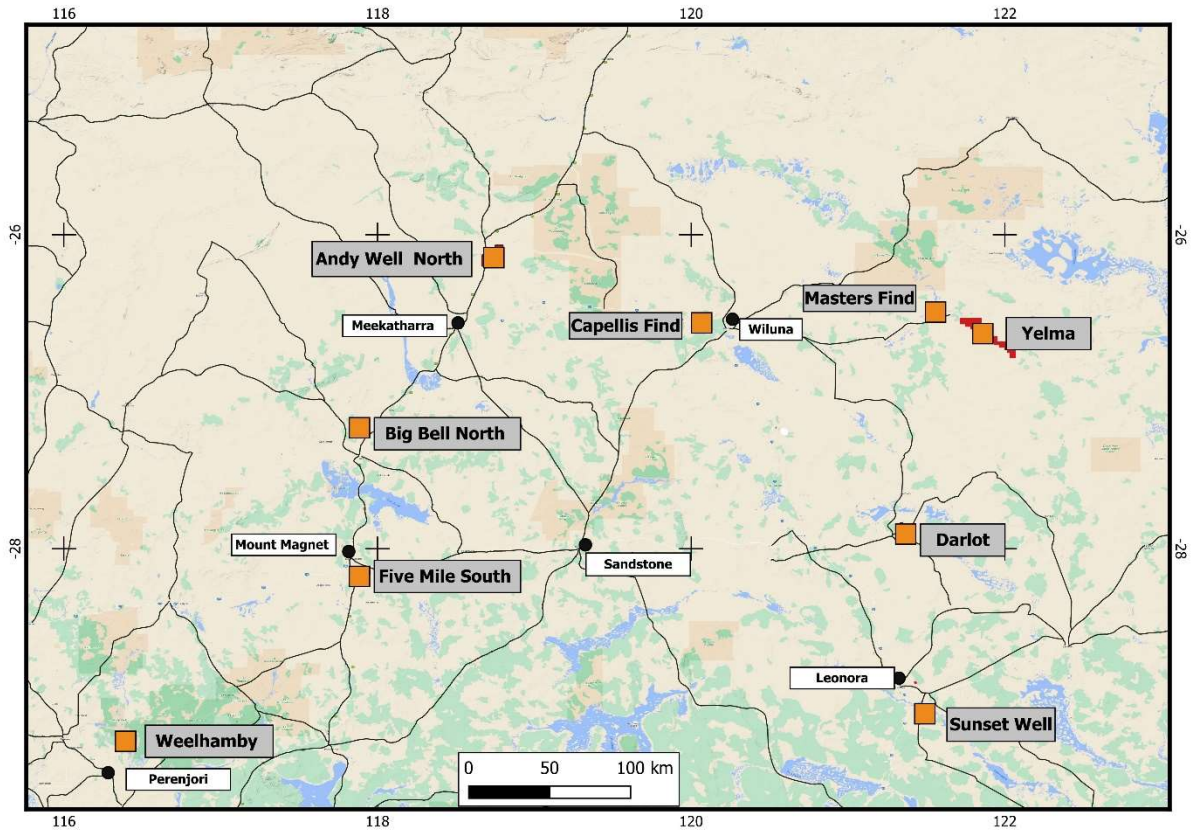 116
118
120
122
-26
-26
Andy Well North
Masters Find
Meekatharra
Capellis Find
Wiluna
Yelma
Big Bell North
-28
-28
Mount Magnet
Sandstone
Darlot
Five Mile South
Leonora
Sunset Well
Weelhamby
Perenjori
0 50 100 km
116
118
120
122